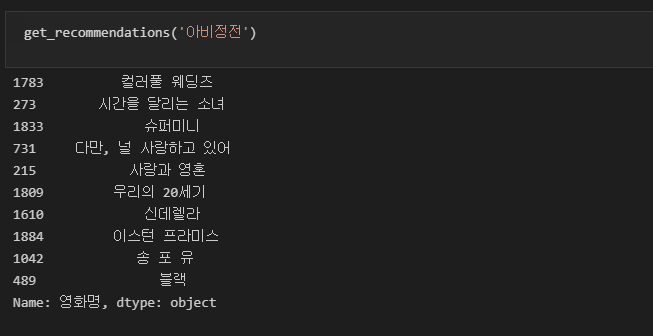 get_recommendations('아비정전')
1783 컬러풀 웨딩즈
273 시간을 달리는 소녀
1833 슈퍼미니
731 다만, 널 사랑하고 있어
215 사랑과 영혼
1809 우리의 20세기
1610 신데렐라
1884 이스턴 프라미스
1042 송 포 유
489 블랙
Name: 영화명, dtype: object